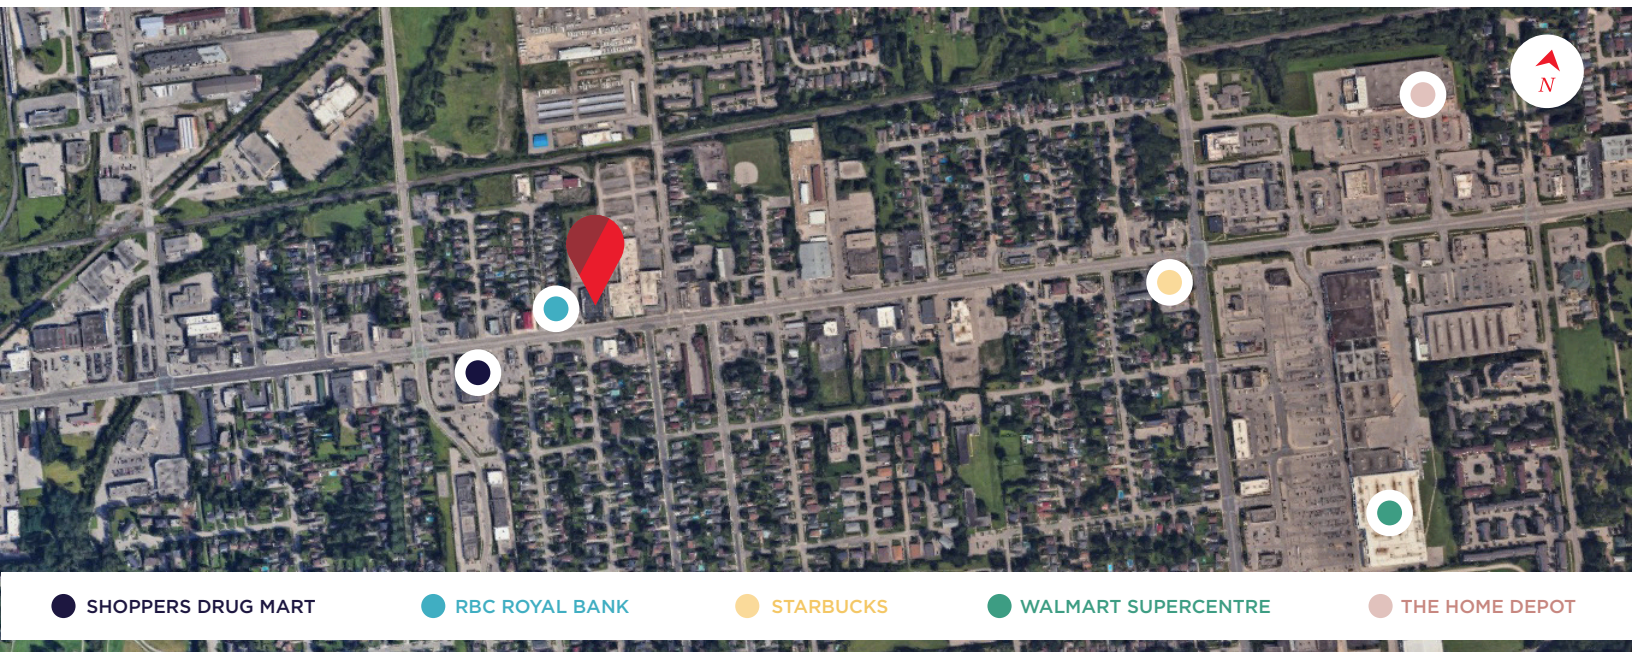 N
SHOPPERS DRUG MART
RBC ROYAL BANK
STARBUCKS
WALMART SUPERCENTRE
THE HOME DEPOT